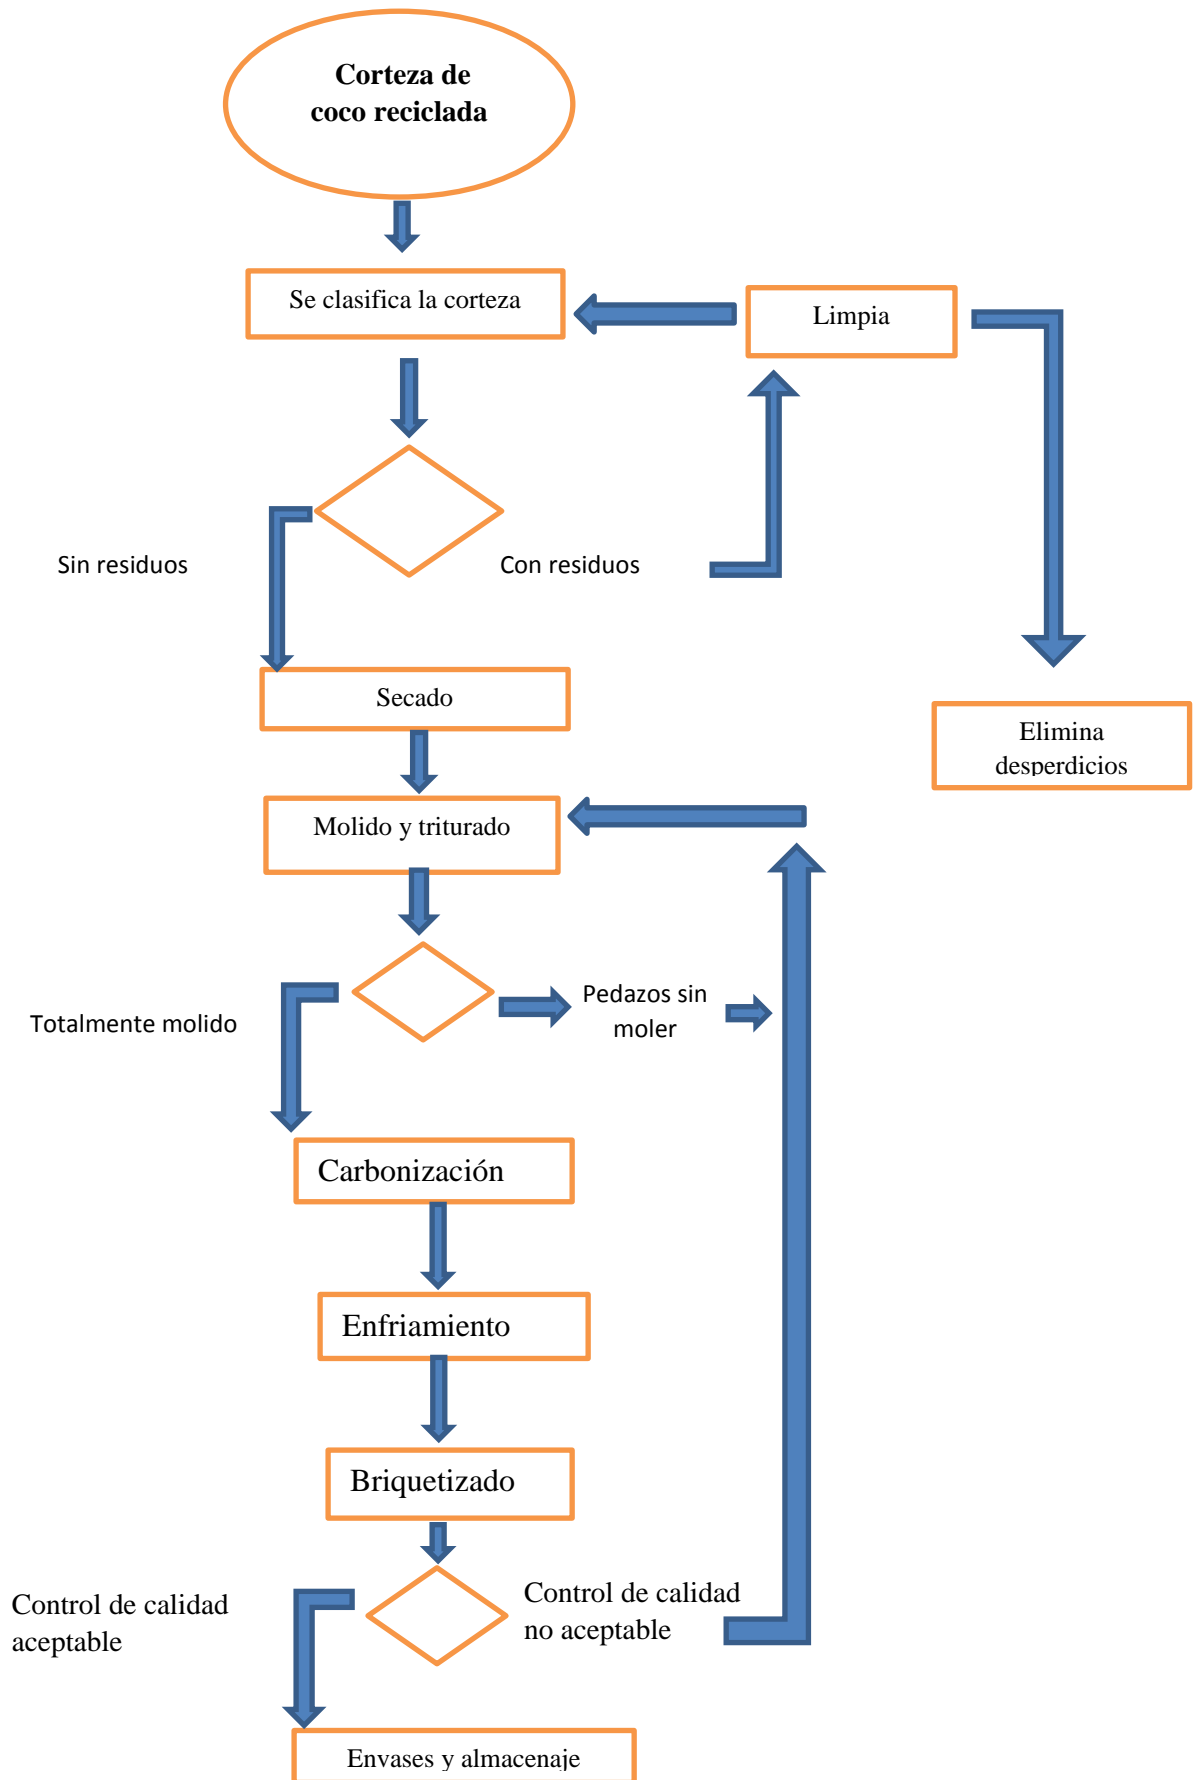 Corteza de
coco reciclada
Se clasifica la corteza
Limpia
Sin residuos
Con residuos
Secado
Elimina
desperdicios
Molido y triturado
Totalmente molido
Pedazos sin
moler
Carbonización
Enfriamiento
Briquetizado
Control de calidad
aceptable
Control de calidad
no aceptable
Envases y almacenaje